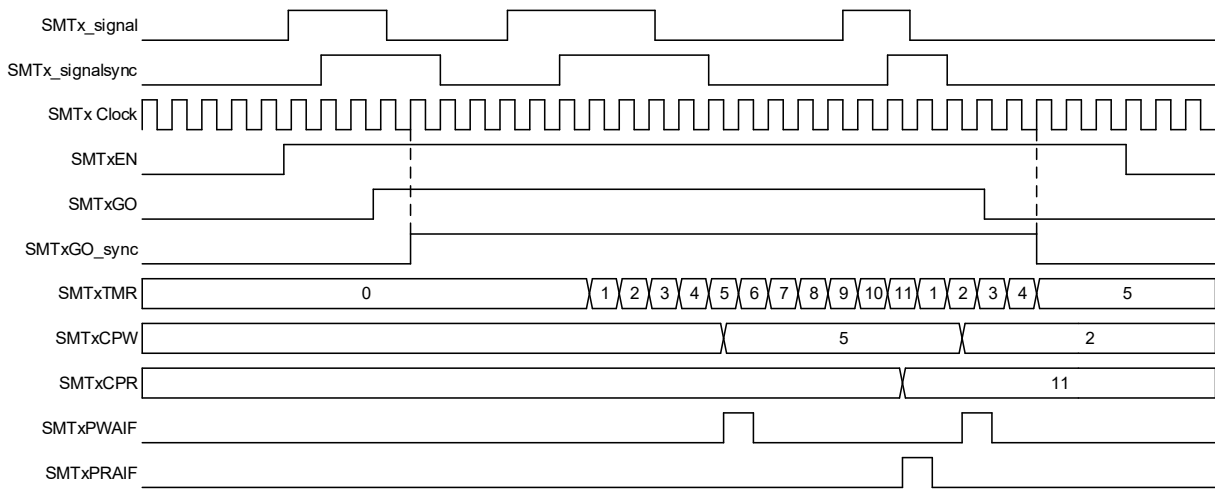 SMTx_signal
SMTx_signalsync
SMTx Clock
SMTxEN
SMTxGO
SMTxGO_sync
SMTxTMR 0 1 2 3 4 5 6 7 8 9 10 11 1 2 3 4 5
SMTxCPW 5 2
SMTxCPR 11
SMTxPWAIF
SMTxPRAIF